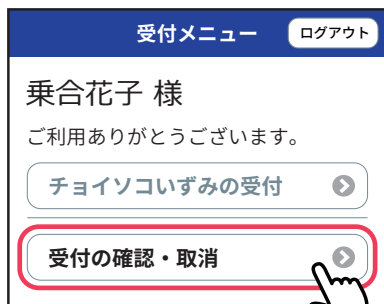 受付メニュー ログアウト
乗合花子 様
ご利用ありがとうございます。
チョイソコいずみの受付
受付の確認・取消